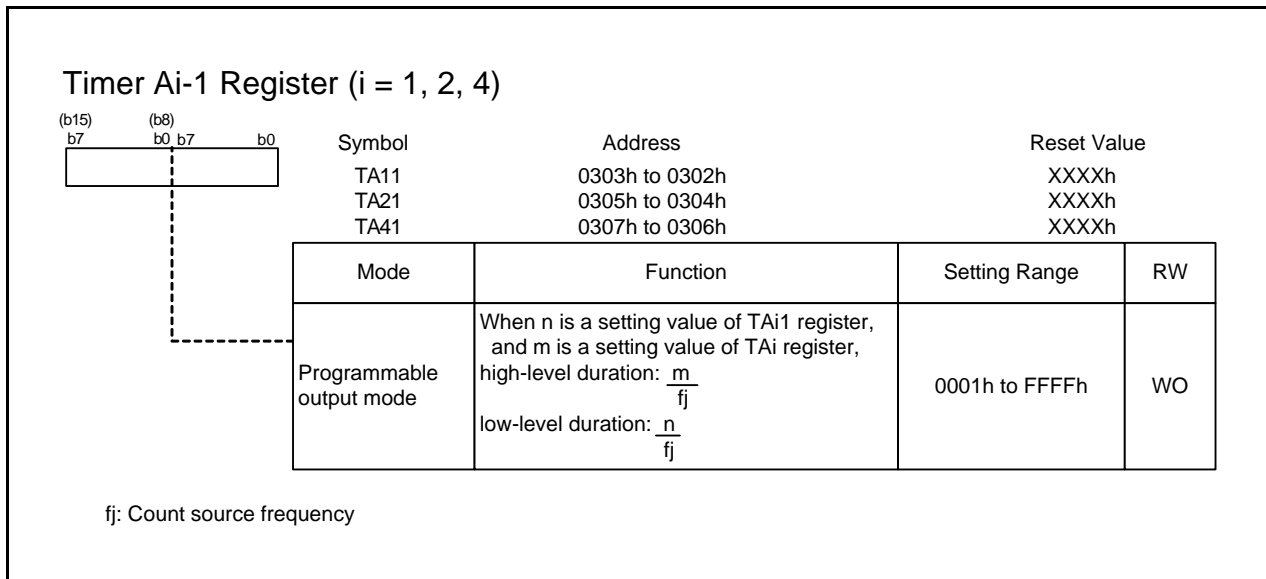 Timer Ai-1 Register (i = 1, 2, 4)
(b15) (b8)
b7 b0 b7 b0
Symbol Address Reset Value
TA11 0303h to 0302h XXXXh
TA21 0305h to 0304h XXXXh
TA41 0307h to 0306h XXXXh
Mode Function Setting Range RW
Programmable output mode
When n is a setting value of TAi1 register,
and m is a setting value of TAi register,
high-level duration: m
fj
low-level duration: n
fj
0001h to FFFFh WO
fj: Count source frequency